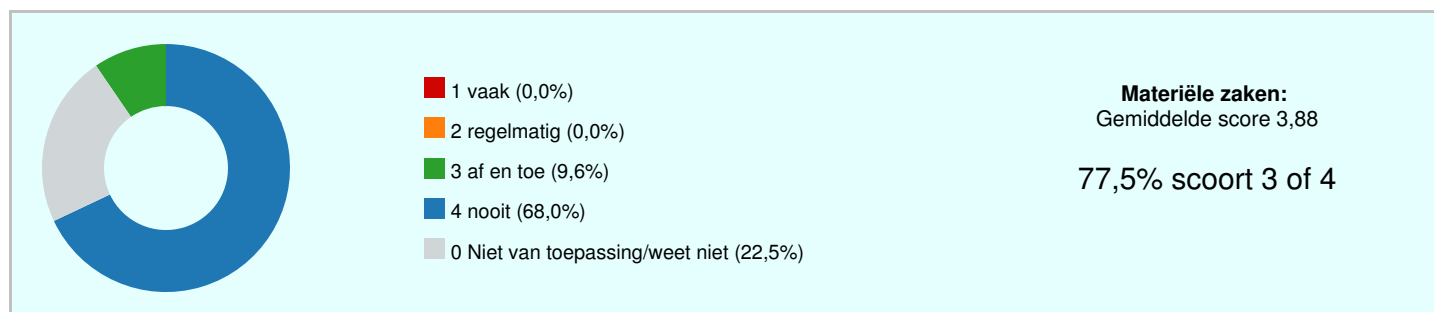 1 vaak (0,0%)
2 regelmatig (0,0%)
3 af en toe (9,6%)
4 nooit (68,0%)
0 Niet van toepassing/weet niet (22,5%)
Materiële zaken:
Gemiddelde score 3,88
77,5% scoort 3 of 4